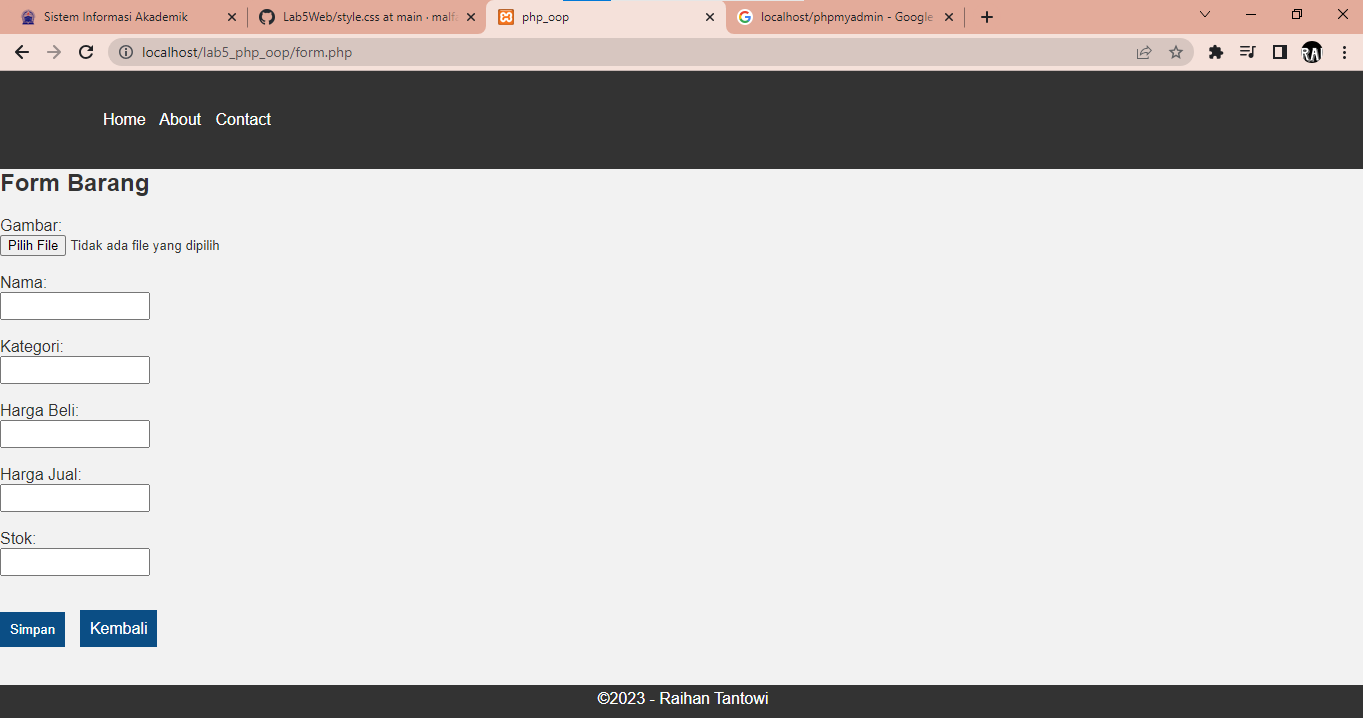 Sistem Informasi Akademik
Lab5Web/style.css at main · malf
php_oop
localhost/phpmyadmin - Google
localhost/lab5_php_oop/form.php
RAI
Home About Contact
Form Barang
Gambar:
Pilih File Tidak ada file yang dipilih
Nama:
Kategori:
Harga Beli:
Harga Jual:
Stok:
Simpan Kembali
©2023 - Raihan Tantowi